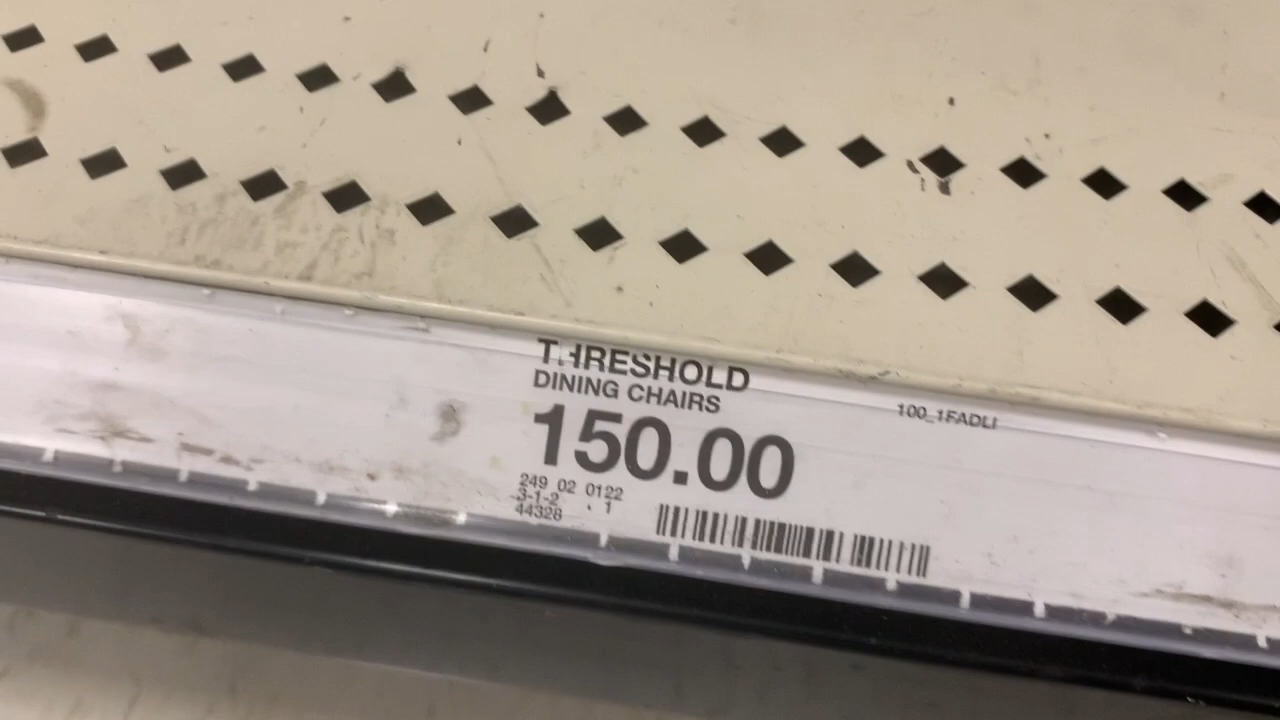 THRESHOLD
DINING CHAIRS
150.00
100_1FADLI
249 02 0122
3-1-2 1
44328